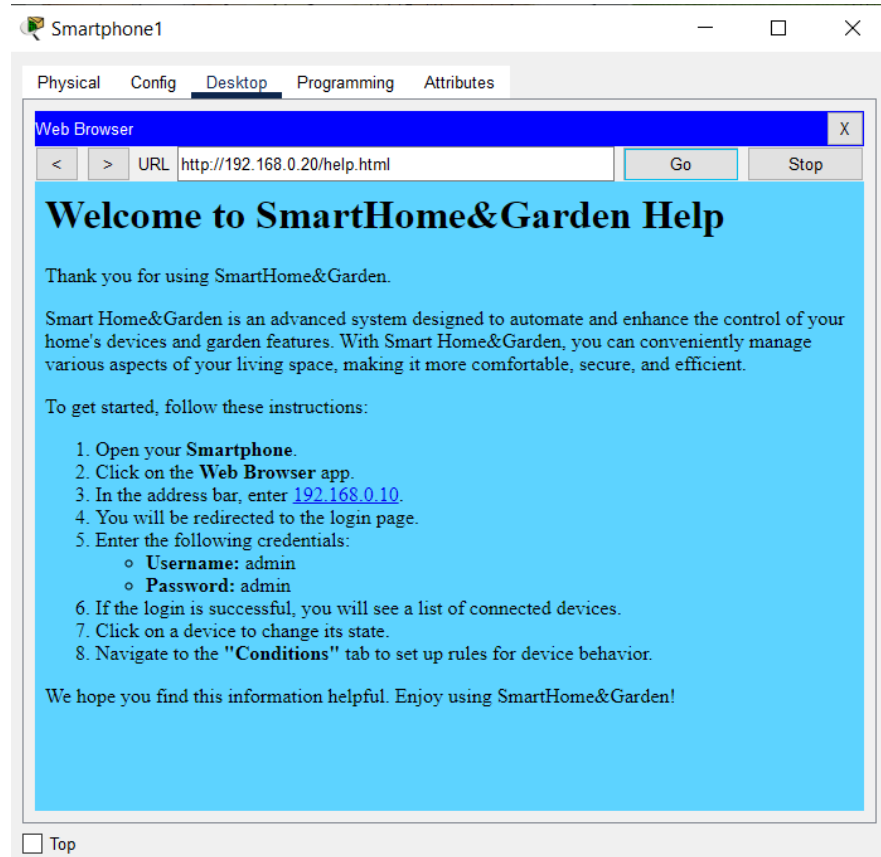 Smartphone1
Physical Config Desktop Programming Attributes
Web Browser X
< > URL http://192.168.0.20/help.html Go Stop
Welcome to SmartHome&Garden Help
Thank you for using SmartHome&Garden.
Smart Home&Garden is an advanced system designed to automate and enhance the control of your
home's devices and garden features. With Smart Home&Garden, you can conveniently manage
various aspects of your living space, making it more comfortable, secure, and efficient.
To get started, follow these instructions:
1. Open your Smartphone.
2. Click on the Web Browser app.
3. In the address bar, enter 192.168.0.10.
4. You will be redirected to the login page.
5. Enter the following credentials:
Username: admin
Password: admin
6. If the login is successful, you will see a list of connected devices.
7. Click on a device to change its state.
8. Navigate to the "Conditions" tab to set up rules for device behavior.
We hope you find this information helpful. Enjoy using SmartHome&Garden!
Top